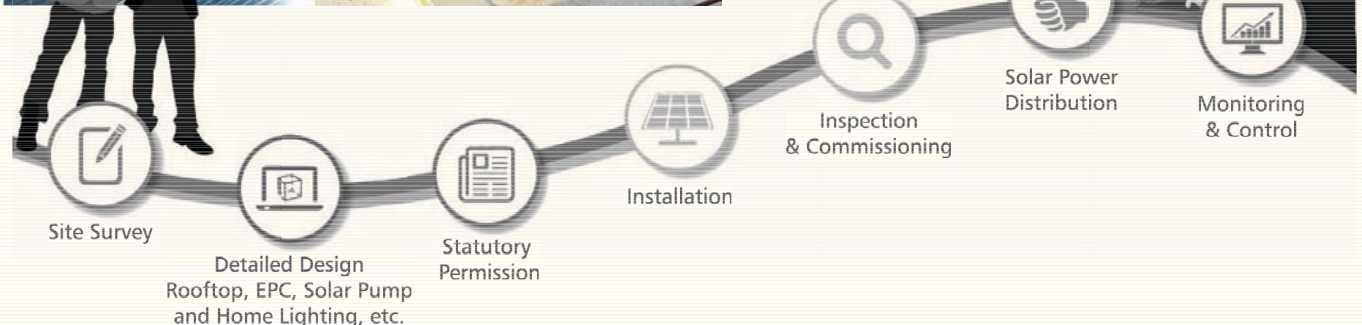 Site Survey
Detailed Design
Rooftop, EPC, Solar Pump
and Home Lighting, etc.
Statutory
Permission
Installation
Inspection
& Commissioning
Solar Power
Distribution
Monitoring
& Control